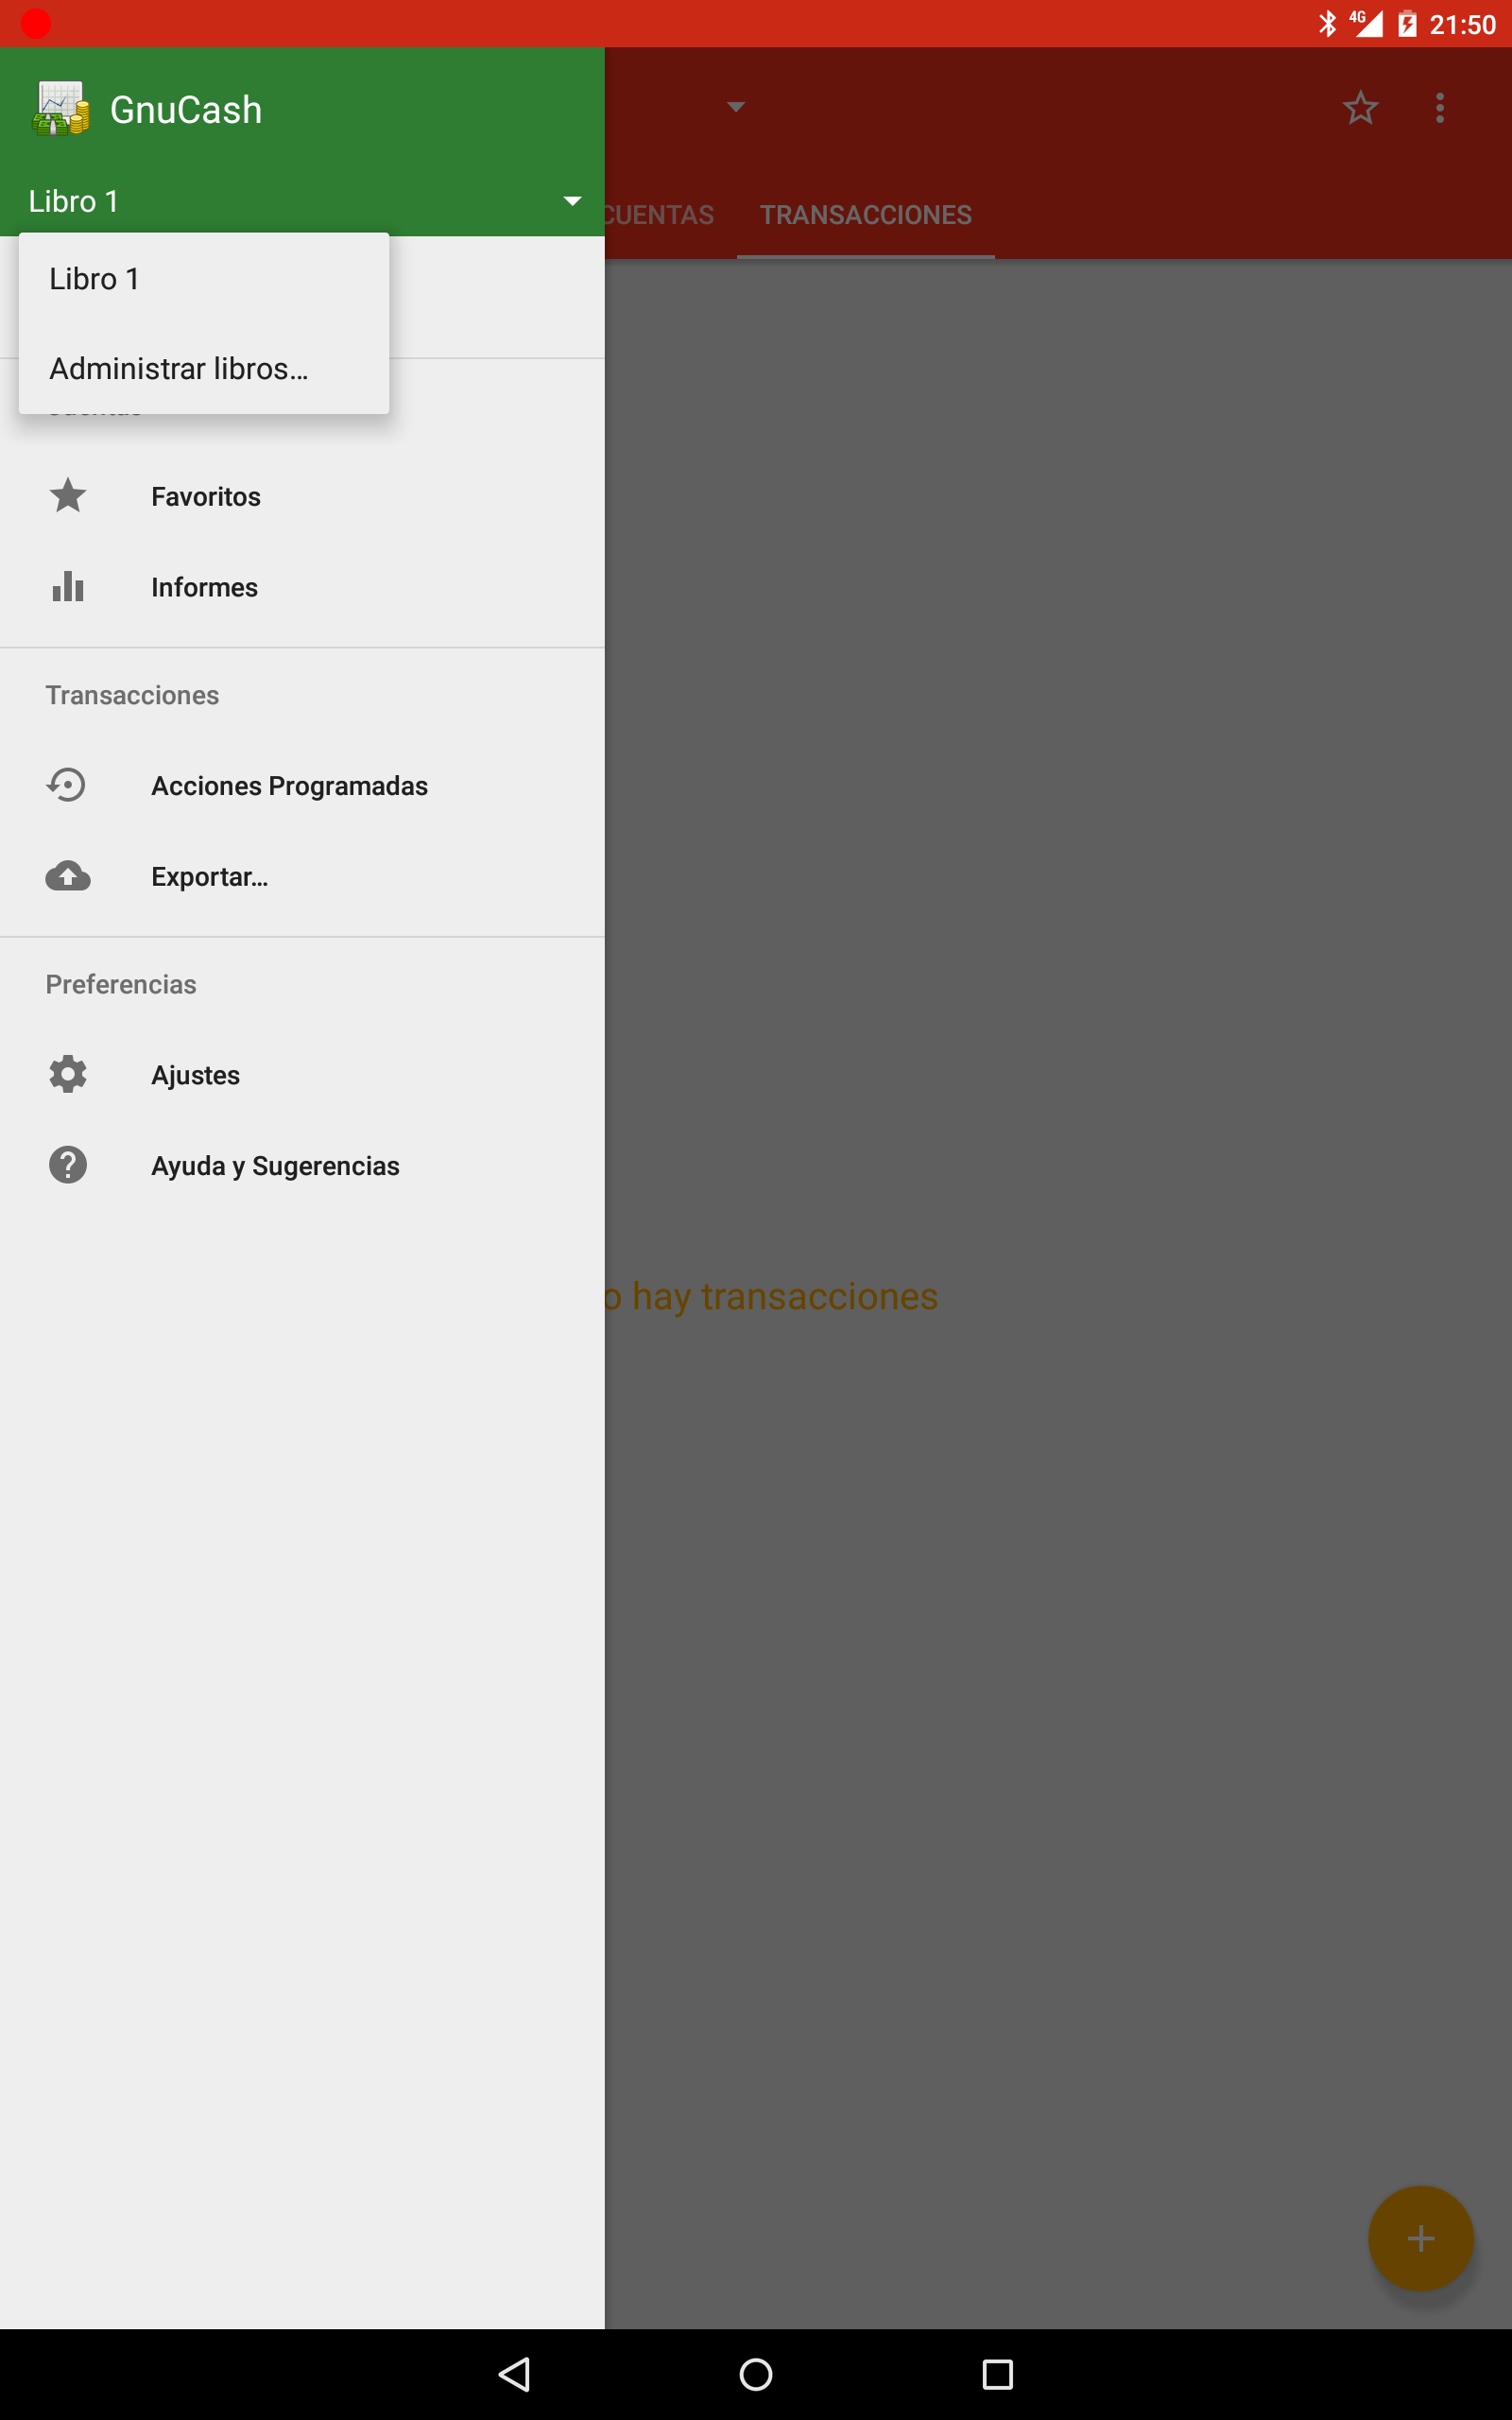 4G 21:50
GnuCash
Libro 1
CUENTAS TRANSACCIONES
Libro 1
Administrar libros...
Favoritos
Informes
Transacciones
Acciones Programadas
Exportar...
Preferencias
Ajustes
Ayuda y Sugerencias
o hay transacciones